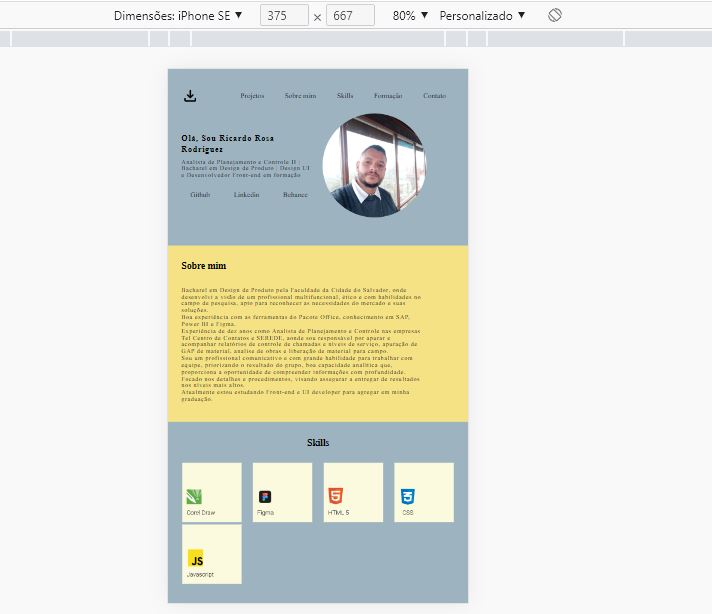 Dimensões: iPhone SE ▼ 375 × 667 80% ▼ Personalizado ▼
Projetos Sobre mim Skills Formação Contato
Olá, Sou Ricardo Rosa
Rodriguez
Analista de Planejamento e Controle II |
Bacharel em Design de Produto | Design UI
e Desenvolvedor Front-end em formação
Github Linkedin Behance
Sobre mim
Bacharel em Design de Produto pela Faculdade da Cidade do Salvador, onde
desenvolvi a visão de um profissional multifuncional, ético e com habilidades no
campo de pesquisa, apto para reconhecer as necessidades do mercado e suas
soluções.
Boa experiência com as ferramentas do Pacote Office, conhecimento em SAP,
Power BI e Figma.
Experiência de dez anos como Analista de Planejamento e Controle nas empresas
Tel Centro de Contatos e SEREDE, aonde sou responsável por aparar e
acompanhar relatórios de controle de chamadas e níveis de serviço, apuração de
GAP de material, analise de obras e liberação de material para campo.
Sou um profissional comunicativo e com grande habilidade para trabalhar com
equipe, priorizando o resultado do grupo, boa capacidade analítica que,
proporciona a oportunidade de compreender informações com profundidade.
Focado nos detalhes e procedimentos, visando assegurar a entregar de resultados
nos níveis mais altos.
Atualmente estou estudando Front-end e UI developer para agregar em minha
graduação.
Skills
Corel Draw Figma HTML 5 CSS
JS
Javascript